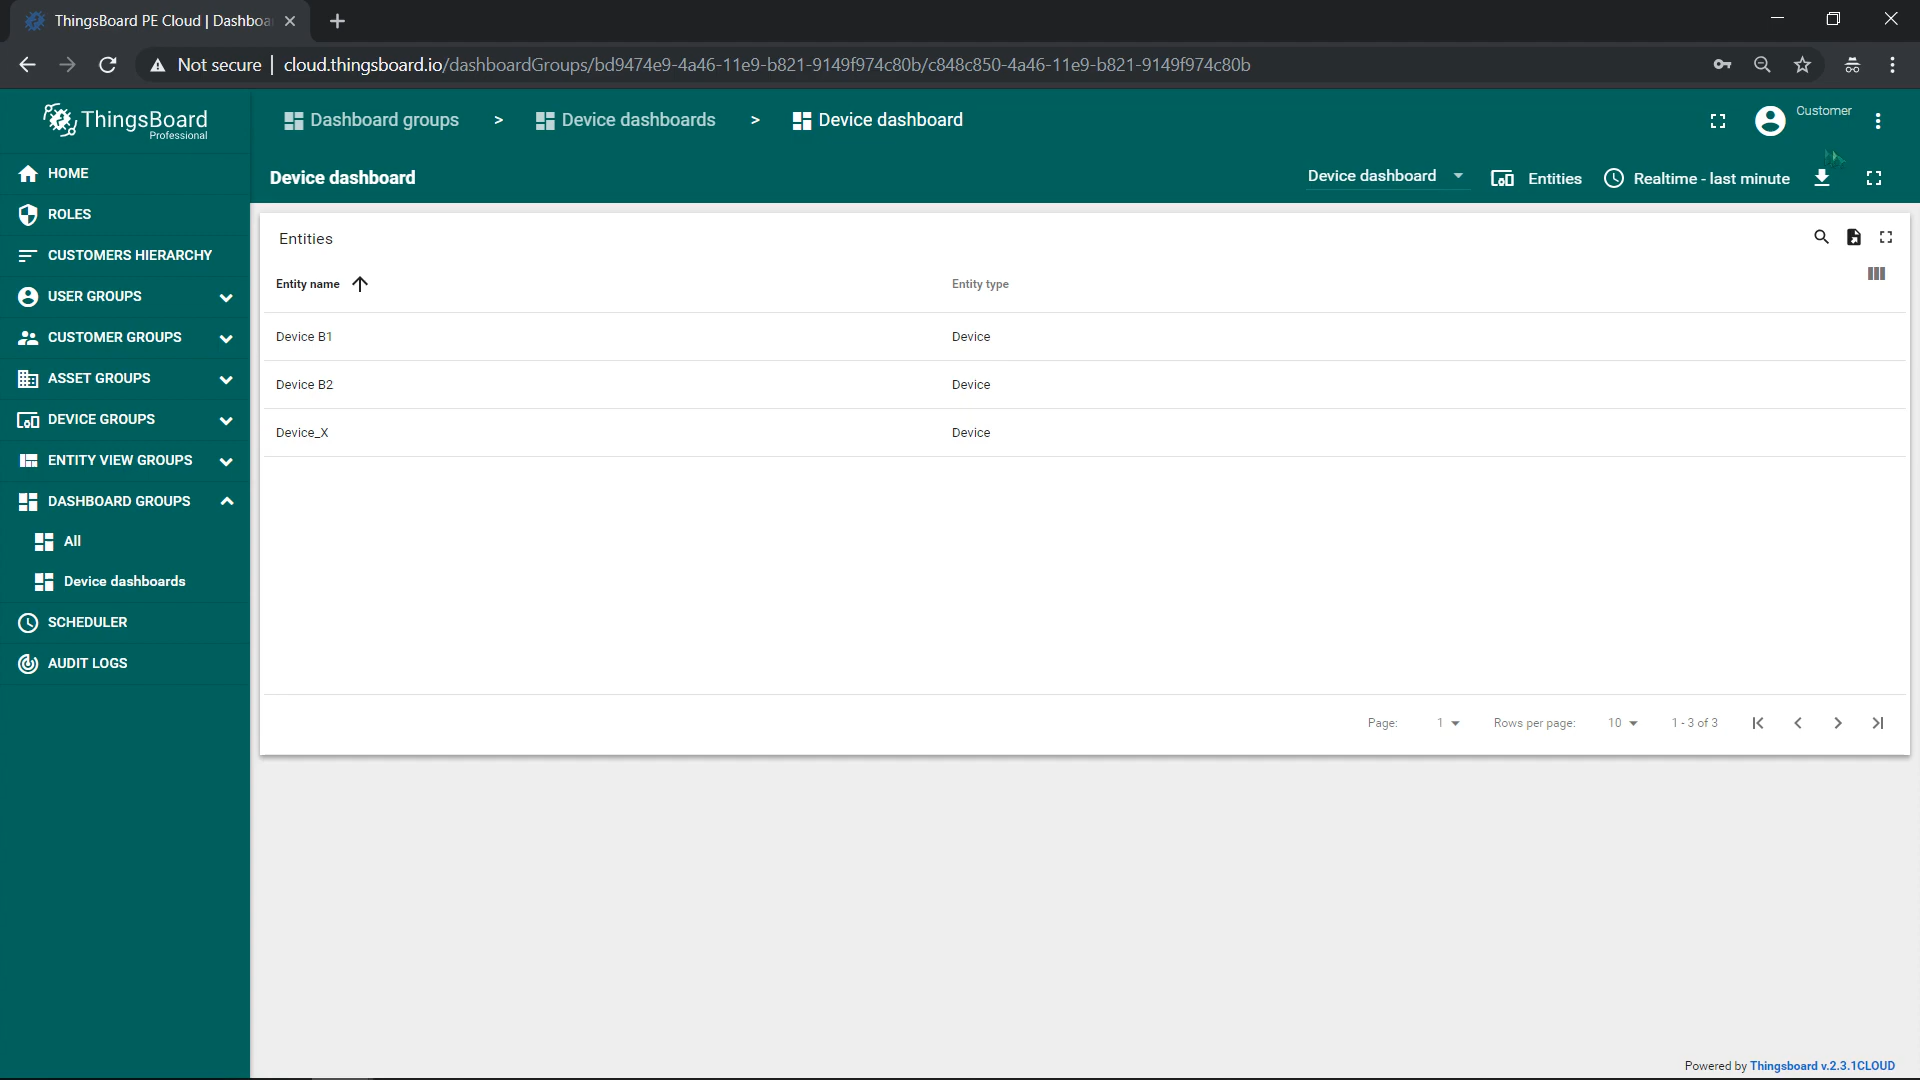 ThingsBoard PE Cloud | Dashboa
Not secure | cloud.thingsboard.io/dashboardGroups/bd9474e9-4a46-11e9-b821-9149f974c80b/c848c850-4a46-11e9-b821-9149f974c80b
ThingsBoard
Professional
Dashboard groups > Device dashboards > Device dashboard
Customer
Device dashboard
Device dashboard
Entities
Realtime - last minute
HOME
ROLES
CUSTOMERS HIERARCHY
USER GROUPS
CUSTOMER GROUPS
ASSET GROUPS
DEVICE GROUPS
ENTITY VIEW GROUPS
DASHBOARD GROUPS
All
Device dashboards
SCHEDULER
AUDIT LOGS
Entities
Entity name Entity type
Device B1 Device
Device B2 Device
Device_X Device
Page: 1 Rows per page: 10 1 - 3 of 3
Powered by Thingsboard v.2.3.1CLOUD